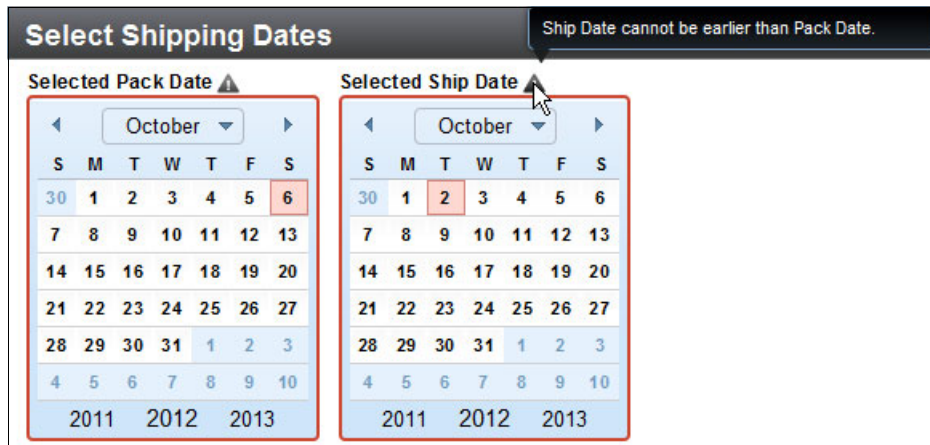 Select Shipping Dates
Ship Date cannot be earlier than Pack Date.
Selected Pack Date
October
S M T W T F S
30 1 2 3 4 5 6
7 8 9 10 11 12 13
14 15 16 17 18 19 20
21 22 23 24 25 26 27
28 29 30 31 1 2 3
4 5 6 7 8 9 10
2011 2012 2013
Selected Ship Date
October
S M T W T F S
30 1 2 3 4 5 6
7 8 9 10 11 12 13
14 15 16 17 18 19 20
21 22 23 24 25 26 27
28 29 30 31 1 2 3
4 5 6 7 8 9 10
2011 2012 2013